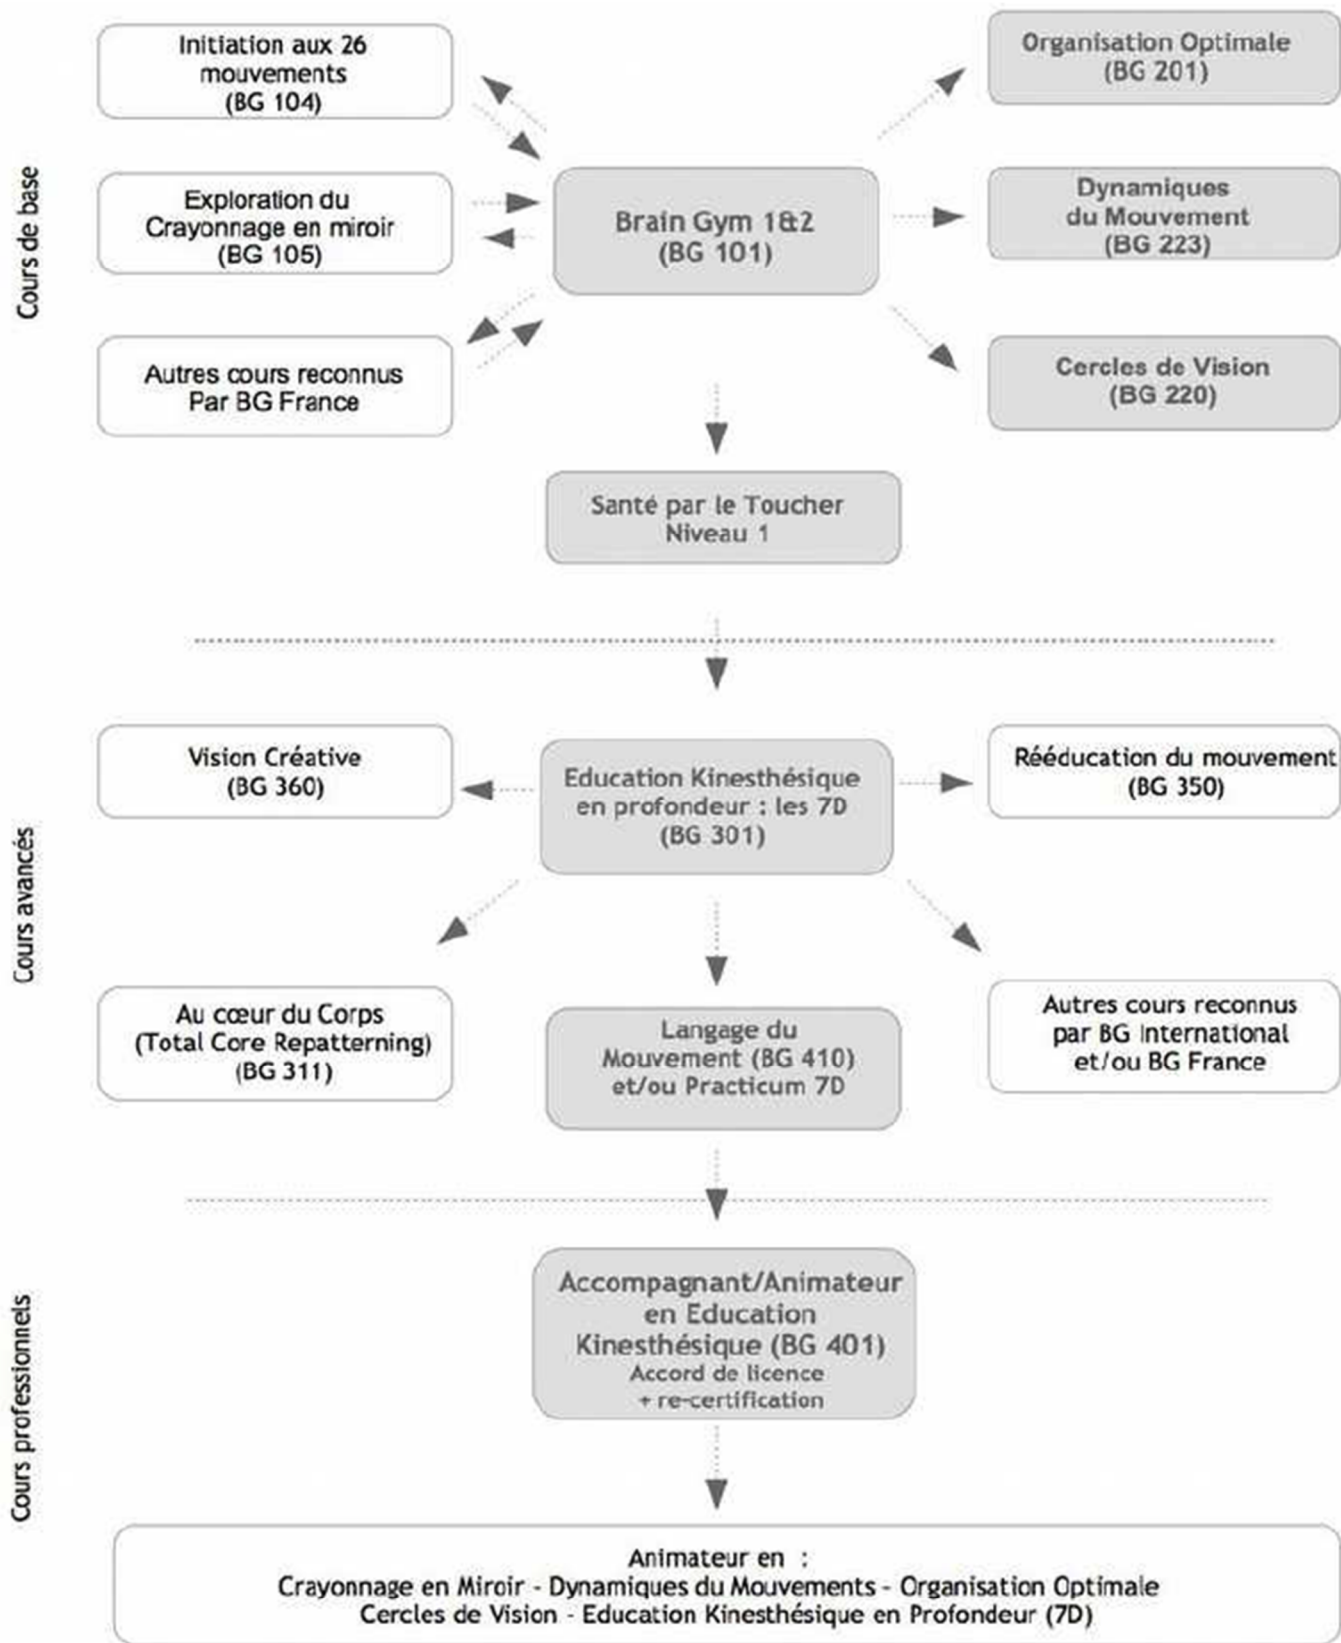 Cours de base
Initiation aux 26
mouvements
(BG 104)
Exploration du
Crayonnage en miroir
(BG 105)
Autres cours reconnus
Par BG France
Brain Gym 1&2
(BG 101)
Organisation Optimale
(BG 201)
Dynamiques
du Mouvement
(BG 223)
Cercles de Vision
(BG 220)
Santé par le Toucher
Niveau 1
Cours avancés
Vision Créative
(BG 360)
Education Kinesthésique
en profondeur : les 7D
(BG 301)
Rééducation du mouvement
(BG 350)
Au cœur du Corps
(Total Core Repatterning)
(BG 311)
Langage du
Mouvement (BG 410)
et/ou Practicum 7D
Autres cours reconnus
par BG International
et/ou BG France
Cours professionnels
Accompagnant/Animateur
en Education
Kinesthésique (BG 401)
Accord de licence
+ re-certification
Animateur en :
Crayonnage en Miroir - Dynamiques du Mouvements - Organisation Optimale
Cercles de Vision - Education Kinesthésique en Profondeur (7D)